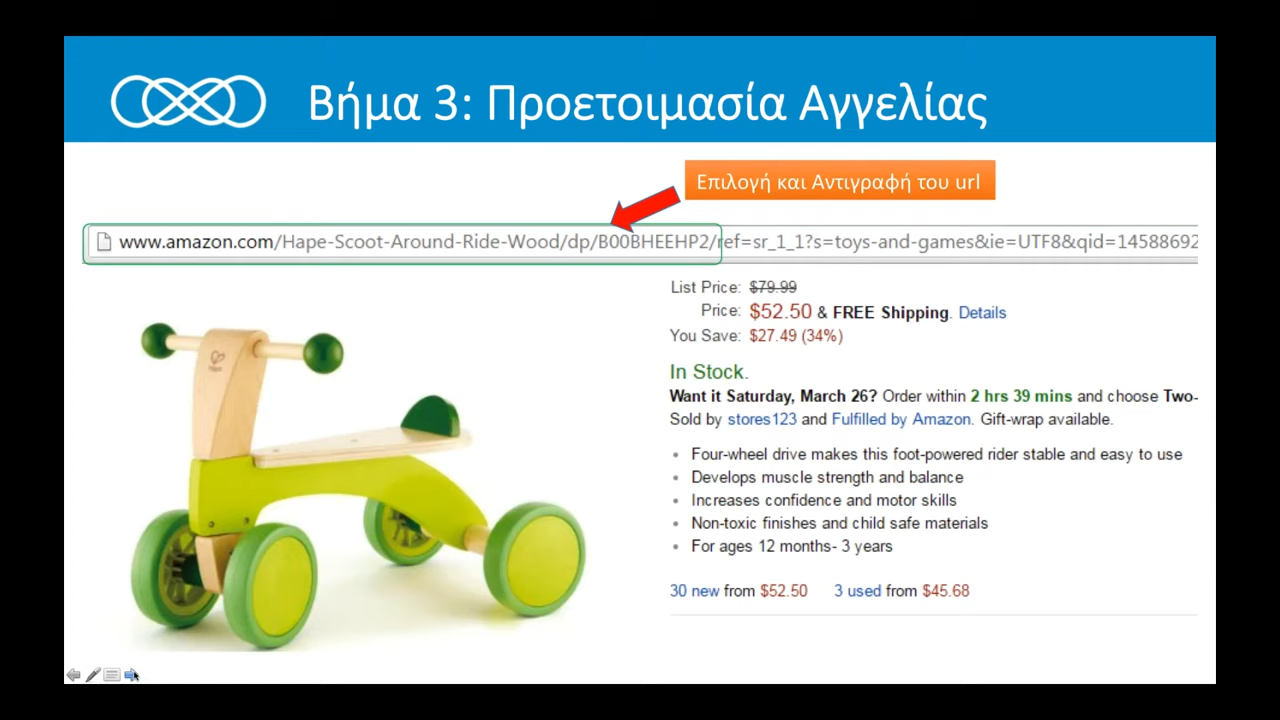 Βήμα 3: Προετοιμασία Αγγελίας
Επιλογή και Αντιγραφή του url
www.amazon.com/Hape-Scoot-Around-Ride-Wood/dp/B00BHEEHP2/ref=sr_1_1?s=toys-and-games&ie=UTF8&qid=14588692
List Price: $79.99
Price: $52.50 & FREE Shipping. Details
You Save: $27.49 (34%)
In Stock.
Want it Saturday, March 26? Order within 2 hrs 39 mins and choose Two-
Sold by stores123 and Fulfilled by Amazon. Gift-wrap available.
• Four-wheel drive makes this foot-powered rider stable and easy to use
• Develops muscle strength and balance
• Increases confidence and motor skills
• Non-toxic finishes and child safe materials
• For ages 12 months- 3 years
30 new from $52.50 3 used from $45.68